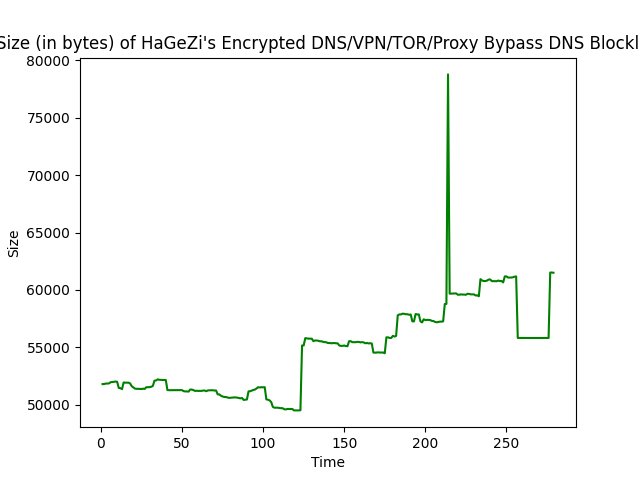 Size (in bytes) of HaGeZi's Encrypted DNS/VPN/TOR/Proxy Bypass DNS Blockl
80000
75000
70000
65000
60000
55000
50000
Size
0 50 100 150 200 250
Time